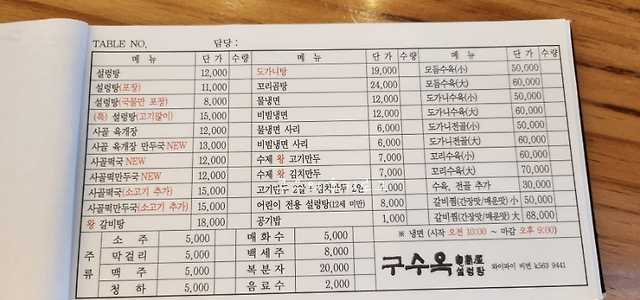 TABLE NO. 담당 :
메 뉴 단 가 수량 메 뉴 단 가 수량 메 뉴 단 가 수량
설렁탕 12,000 도가니탕 19,000 모듬수육(小) 50,000
설렁탕(포장) 11,000 꼬리곰탕 24,000 모듬수육(大) 60,000
설렁탕(국물만 포장) 8,000 물냉면 12,000 도가니수육(小) 50,000
(특) 설렁탕(고기많이) 15,000 비빔냉면 12,000 도가니수육(大) 60,000
사골 육개장 12,000 물냉면 사리 6,000 도가니전골(小) 50,000
사골 육개장 만두국 NEW 13,000 비빔냉면 사리 6,000 도가니전골(大) 60,000
사골떡국 NEW 12,000 수제 왕 고기만두 7,000 꼬리수육(小) 60,000
사골떡만두국 NEW 12,000 수제 왕 김치만두 7,000 꼬리수육(大) 70,000
사골떡국(소고기 추가) 15,000 고기만두 2알 + 김치만두 2알 4,000 수육, 전골 추가 30,000
사골떡만두국(소고기 추가) 15,000 어린이 전용 설렁탕(12세 미만) 8,000 갈비찜(간장맛/매운맛) 小 50,000
왕 갈비탕 18,000 공기밥 1,000 갈비찜(간장맛/매운맛) 大 68,000
주류 소 주 5,000 매 화 수 5,000 ※ 냉면 (시작 오전 10:00 ~ 마감 오후 9:00)
막걸리 5,000 백 세 주 8,000
맥 주 5,000 복 분 자 20,000 구수옥 설렁탕 와이파이 비번 k563 9441
청 하 5,000 음 료 수 2,000